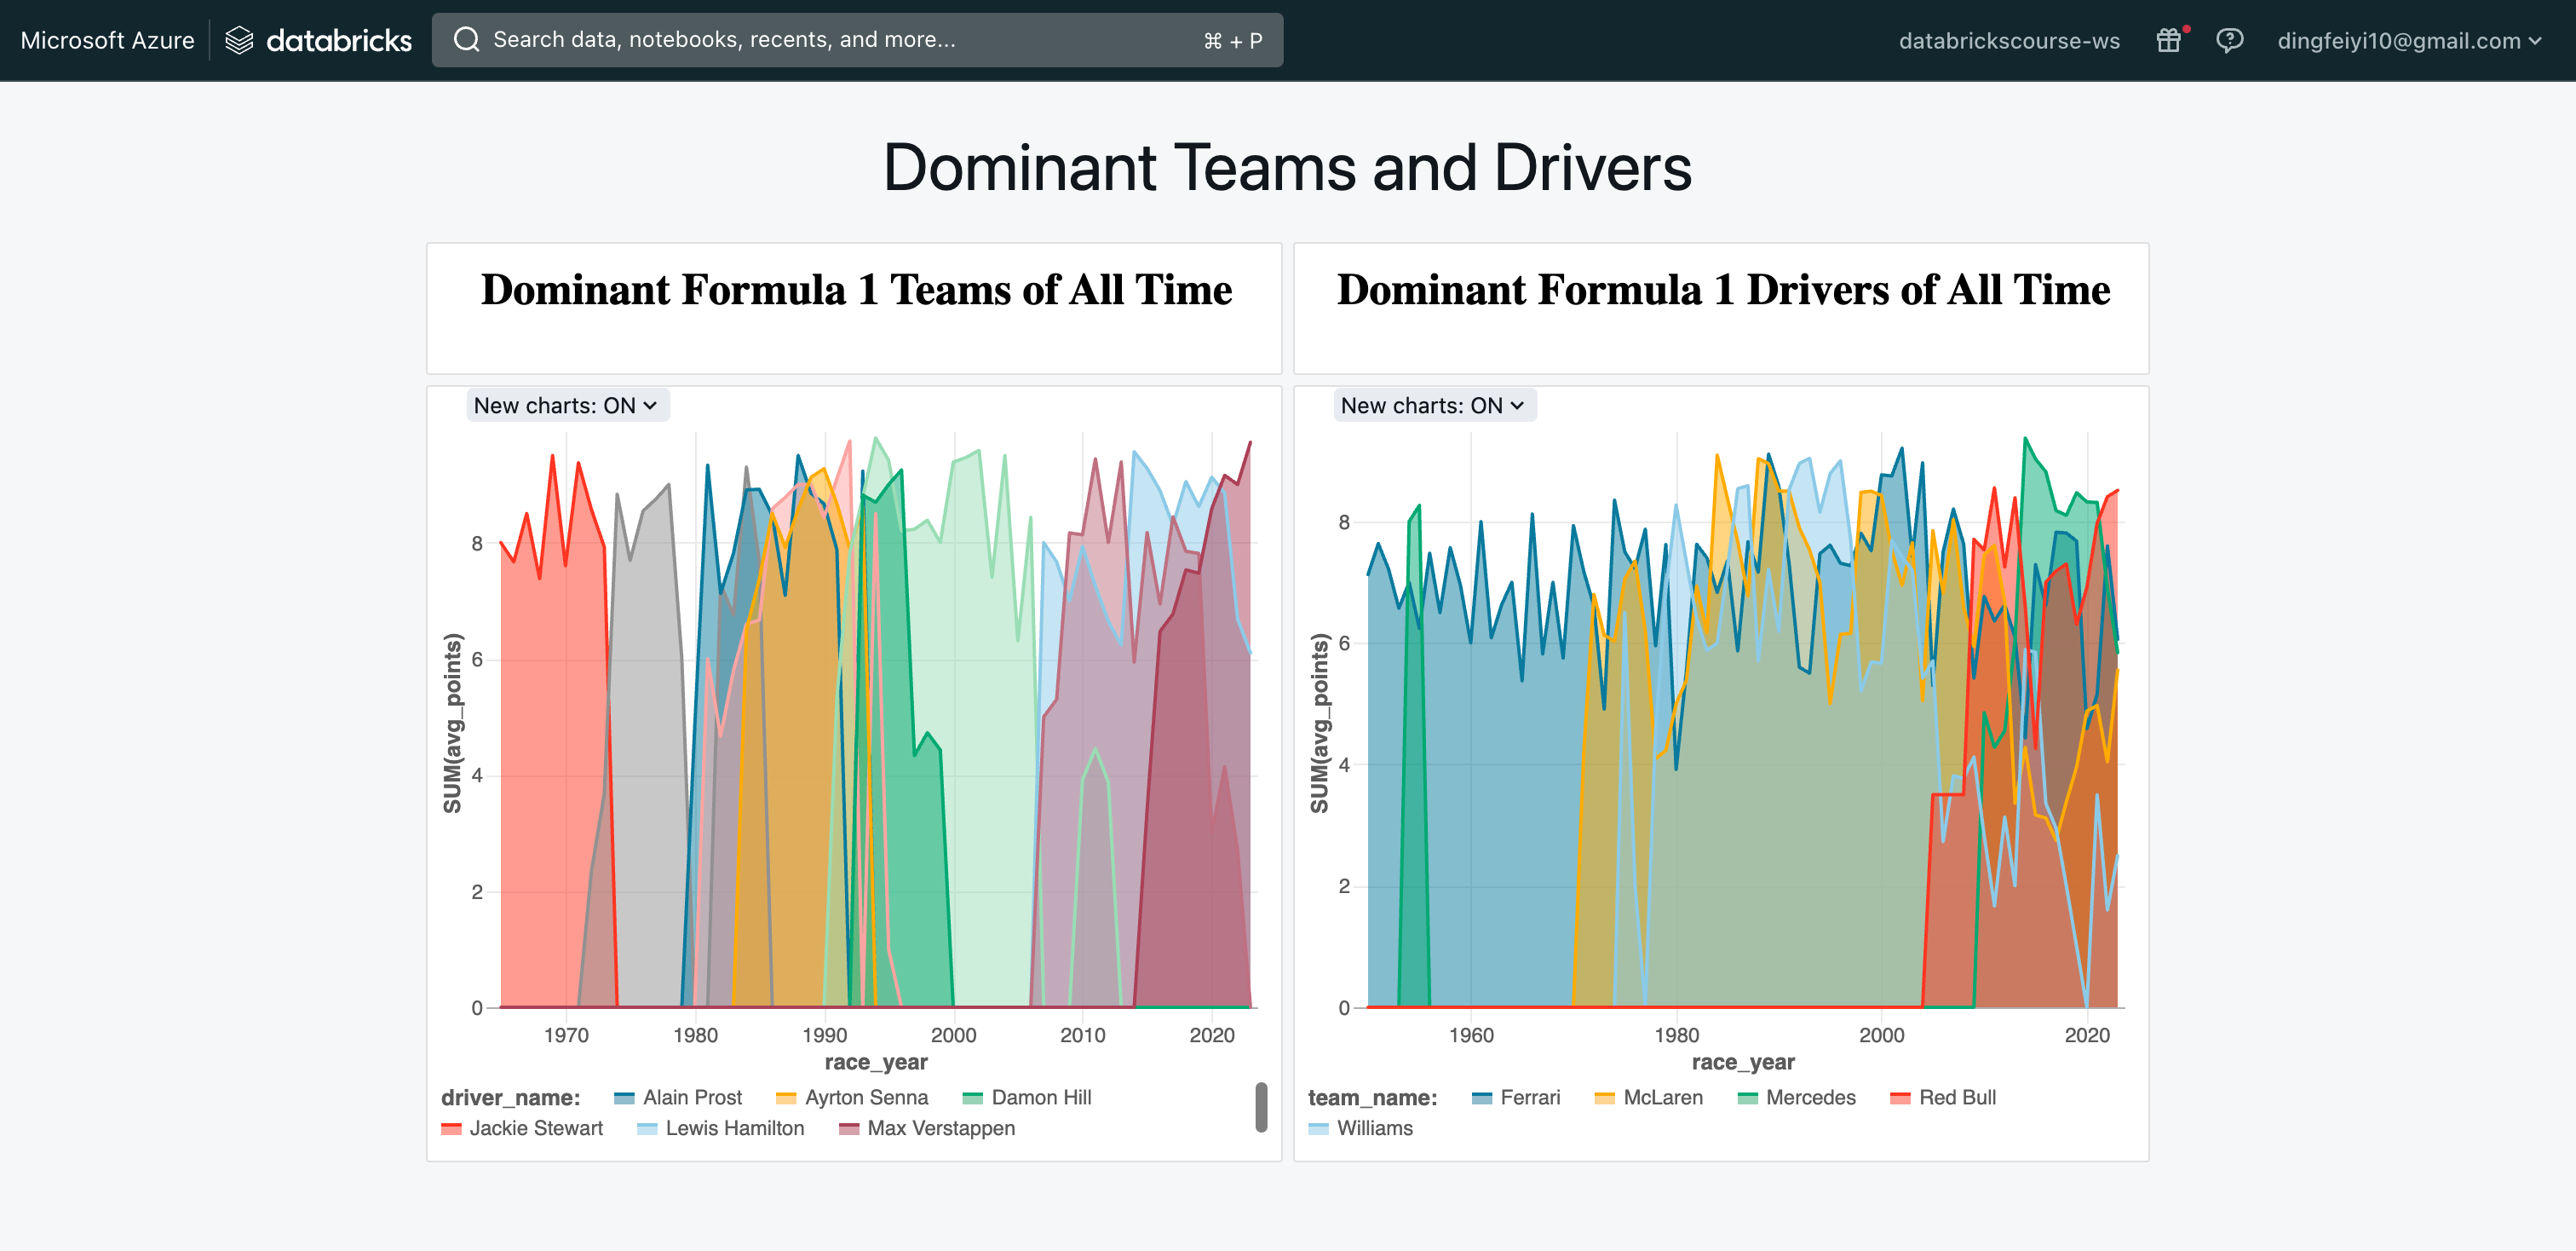 Microsoft Azure databricks Search data, notebooks, recents, and more... ⌘ + P databrickscourse-ws dingfeiyi10@gmail.com
Dominant Teams and Drivers
Dominant Formula 1 Teams of All Time
New charts: ON
8
6
4
2
0
SUM(avg_points)
1970 1980 1990 2000 2010 2020
race_year
driver_name: Alain Prost Ayrton Senna Damon Hill
Jackie Stewart Lewis Hamilton Max Verstappen
Dominant Formula 1 Drivers of All Time
New charts: ON
8
6
4
2
0
SUM(avg_points)
1960 1980 2000 2020
race_year
team_name: Ferrari McLaren Mercedes Red Bull
Williams